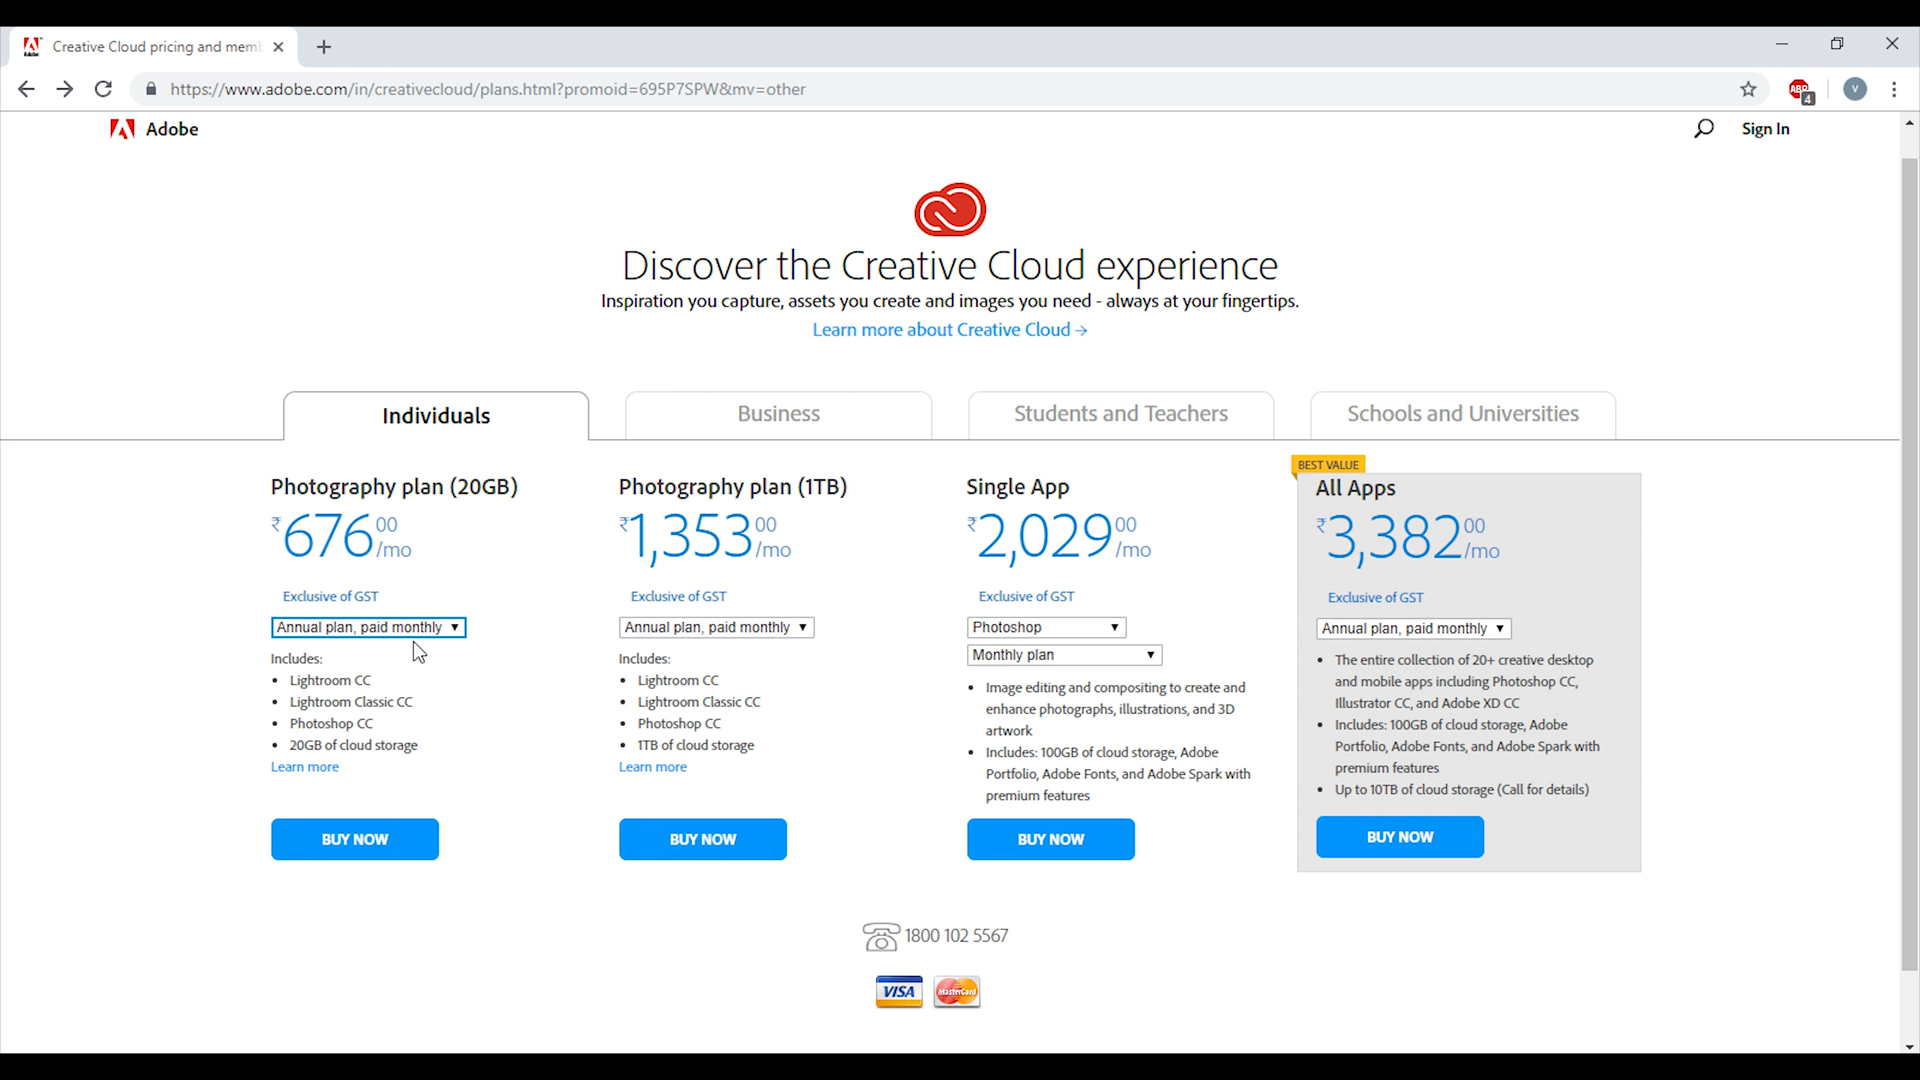 Creative Cloud pricing and memb
https://www.adobe.com/in/creativecloud/plans.html?promoid=695P7SPW&mv=other
ABP
4
V
Adobe
Sign In
Discover the Creative Cloud experience
Inspiration you capture, assets you create and images you need - always at your fingertips.
Learn more about Creative Cloud →
Individuals
Business
Students and Teachers
Schools and Universities
Photography plan (20GB)
₹676 00 /mo
Exclusive of GST
Annual plan, paid monthly
Includes:
• Lightroom CC
• Lightroom Classic CC
• Photoshop CC
• 20GB of cloud storage
Learn more
BUY NOW
Photography plan (1TB)
₹1,353 00 /mo
Exclusive of GST
Annual plan, paid monthly
Includes:
• Lightroom CC
• Lightroom Classic CC
• Photoshop CC
• 1TB of cloud storage
Learn more
BUY NOW
Single App
₹2,029 00 /mo
Exclusive of GST
Photoshop
Monthly plan
• Image editing and compositing to create and
enhance photographs, illustrations, and 3D
artwork
• Includes: 100GB of cloud storage, Adobe
Portfolio, Adobe Fonts, and Adobe Spark with
premium features
BUY NOW
BEST VALUE
All Apps
₹3,382 00 /mo
Exclusive of GST
Annual plan, paid monthly
• The entire collection of 20+ creative desktop
and mobile apps including Photoshop CC,
Illustrator CC, and Adobe XD CC
• Includes: 100GB of cloud storage, Adobe
Portfolio, Adobe Fonts, and Adobe Spark with
premium features
• Up to 10TB of cloud storage (Call for details)
BUY NOW
1800 102 5567
VISA
MasterCard